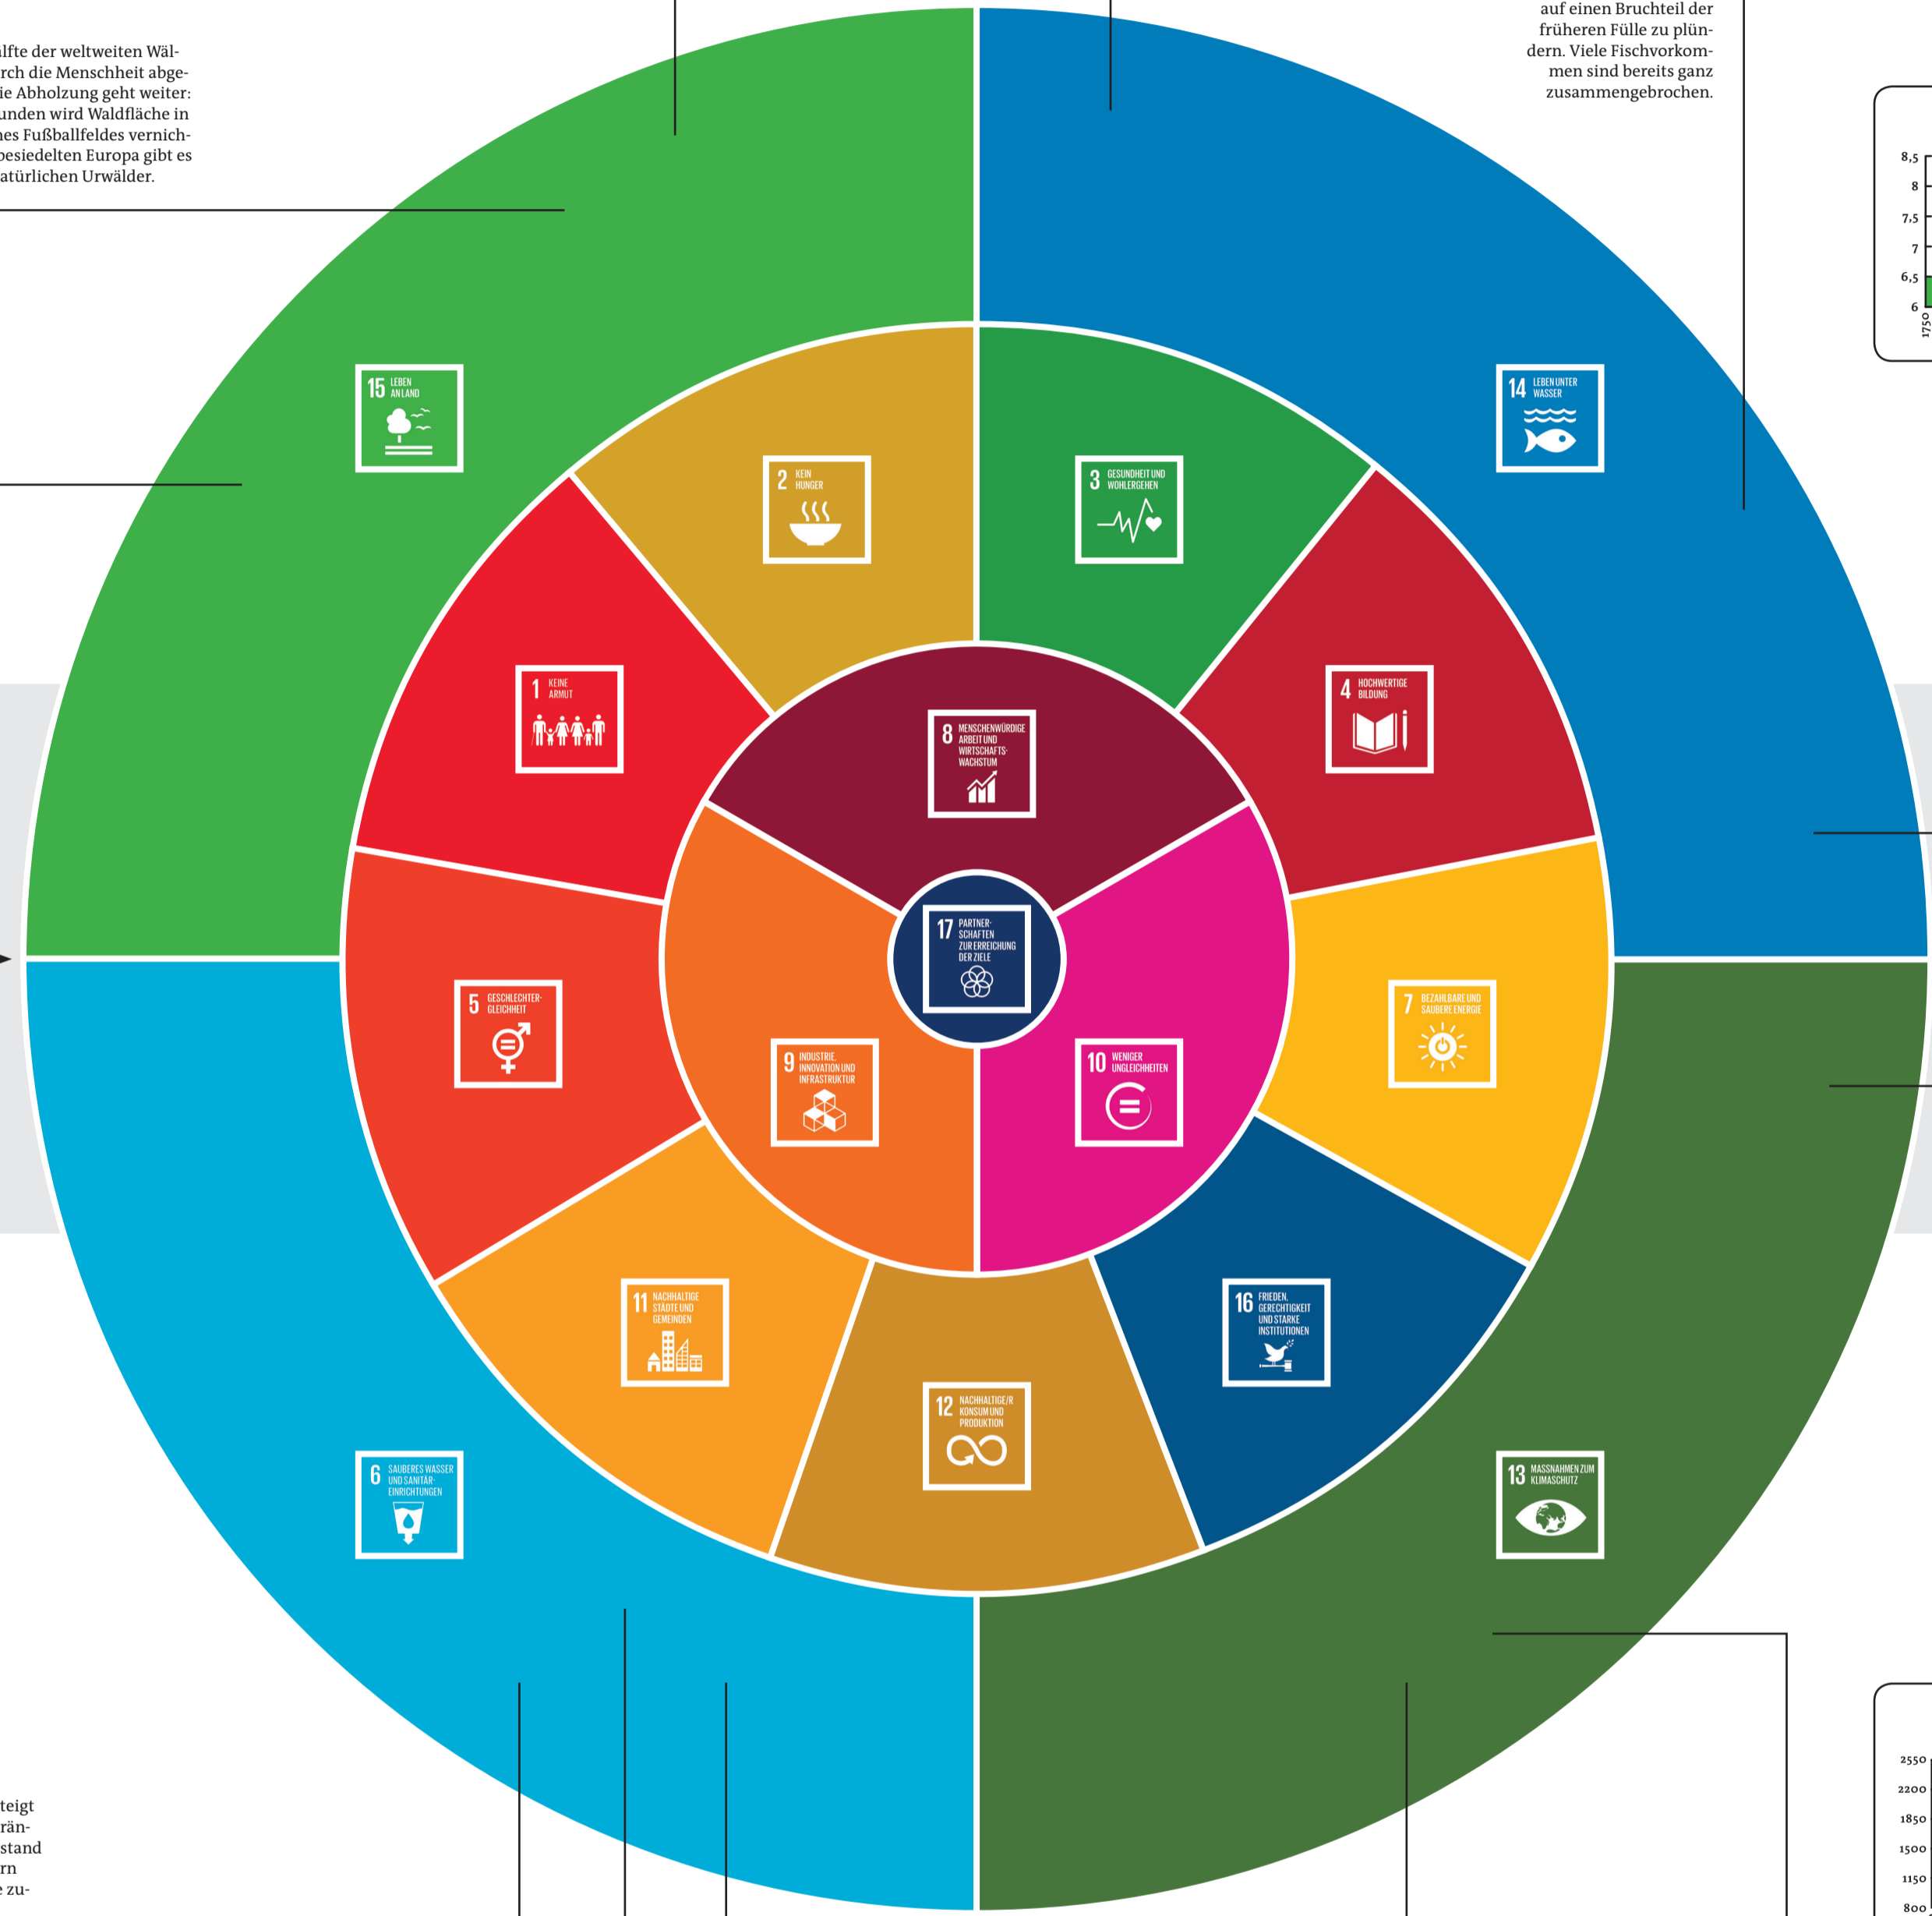 auf einen Bruchteil der
früheren Fülle zu plün-
dern. Viele Fischvorkom-
men sind bereits ganz
zusammengebrochen.
lfte der weltweiten Wäl-
rch die Menschheit abge-
ie Abholzung geht weiter:
unden wird Waldfläche in
nes Fußballfeldes vernich-
besiedelten Europa gibt es
atürlichen Urwälder.
8,5
8
7,5
7
6,5
6
1750
15 LEBEN
AN LAND
14 LEBEN UNTER
WASSER
2 KEIN
HUNGER
3 GESUNDHEIT UND
WOHLERGEHEN
1 KEINE
ARMUT
4 HOCHWERTIGE
BILDUNG
8 MENSCHENWÜRDIGE
ARBEIT UND
WIRTSCHAFTS-
WACHSTUM
17 PARTNER-
SCHAFTEN
ZUR ERREICHUNG
DER ZIELE
5 GESCHLECHTER-
GLEICHHEIT
7 BEZAHLBARE UND
SAUBERE ENERGIE
9 INDUSTRIE,
INNOVATION UND
INFRASTRUKTUR
10 WENIGER
UNGLEICHHEITEN
11 NACHHALTIGE
STÄDTE UND
GEMEINDEN
16 FRIEDEN,
GERECHTIGKEIT
UND STARKE
INSTITUTIONEN
12 NACHHALTIGE/R
KONSUM UND
PRODUKTION
6 SAUBERES WASSER
UND SANITÄR-
EINRICHTUNGEN
13 MASSNAHMEN ZUM
KLIMASCHUTZ
teigt
rän-
stand
rn
e zu-
2550
2200
1850
1500
1150
800